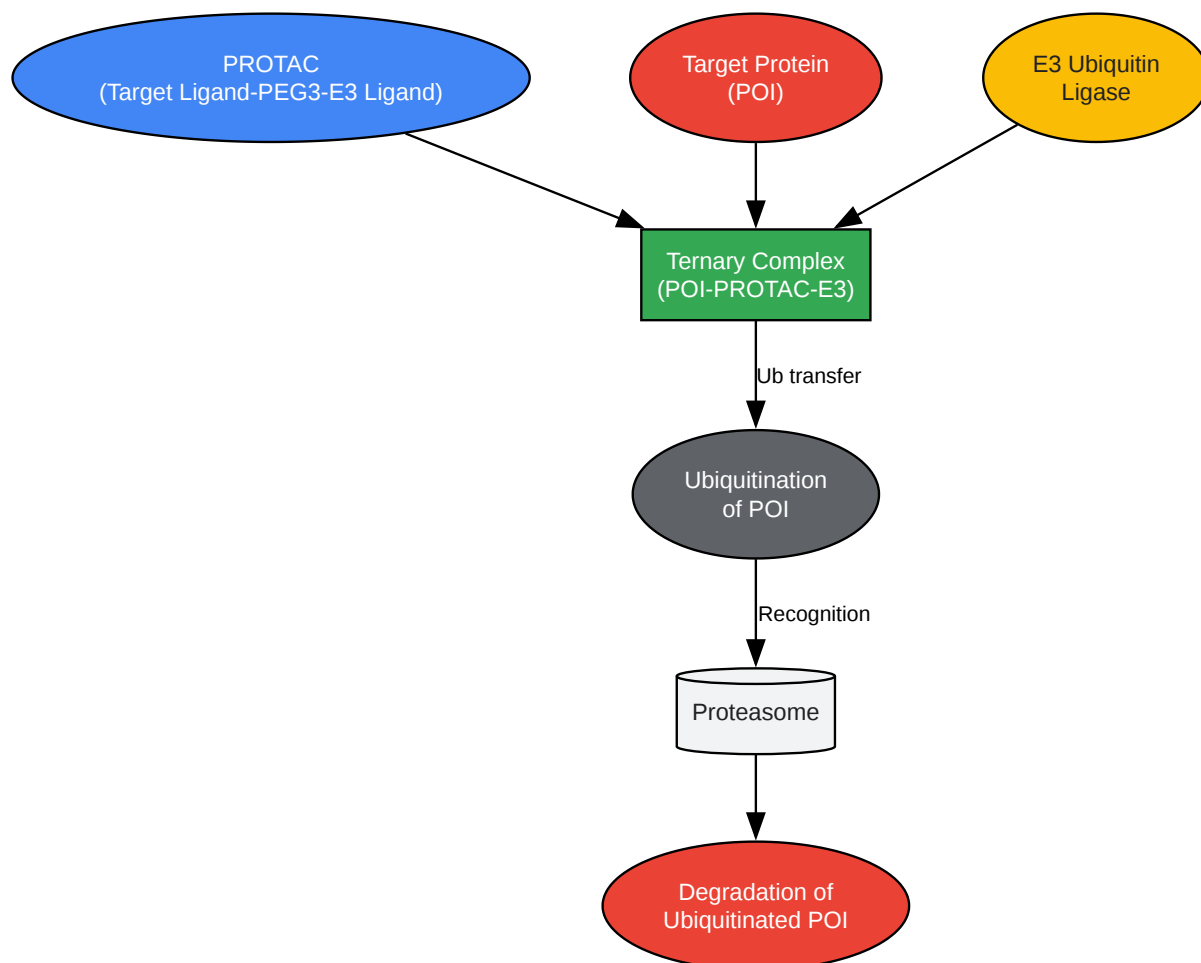 PROTAC
(Target Ligand-PEG3-E3 Ligand)
Target Protein
(POI)
E3 Ubiquitin
Ligase
Ternary Complex
(POI-PROTAC-E3)
Ub transfer
Ubiquitination
of POI
Recognition
Proteasome
Degradation of
Ubiquitinated POI